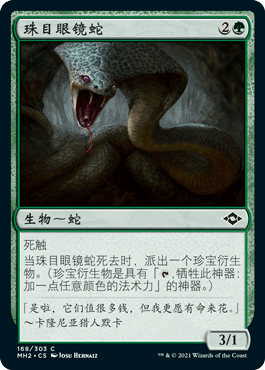 珠目眼镜蛇 2
生物～蛇
死触
当珠目眼镜蛇死去时，派出一个珍宝衍生
物。（珍宝衍生物是具有「，牺牲此神器：
加一点任意颜色的法术力」的神器。）
「是啦，它们值很多钱，但我更愿有命来花。」
～卡隆尼亚猎人默卡
3/1
168/303 C
MH2 • CS JOSU HERNAIZ
™ & © 2021 Wizards of the Coast